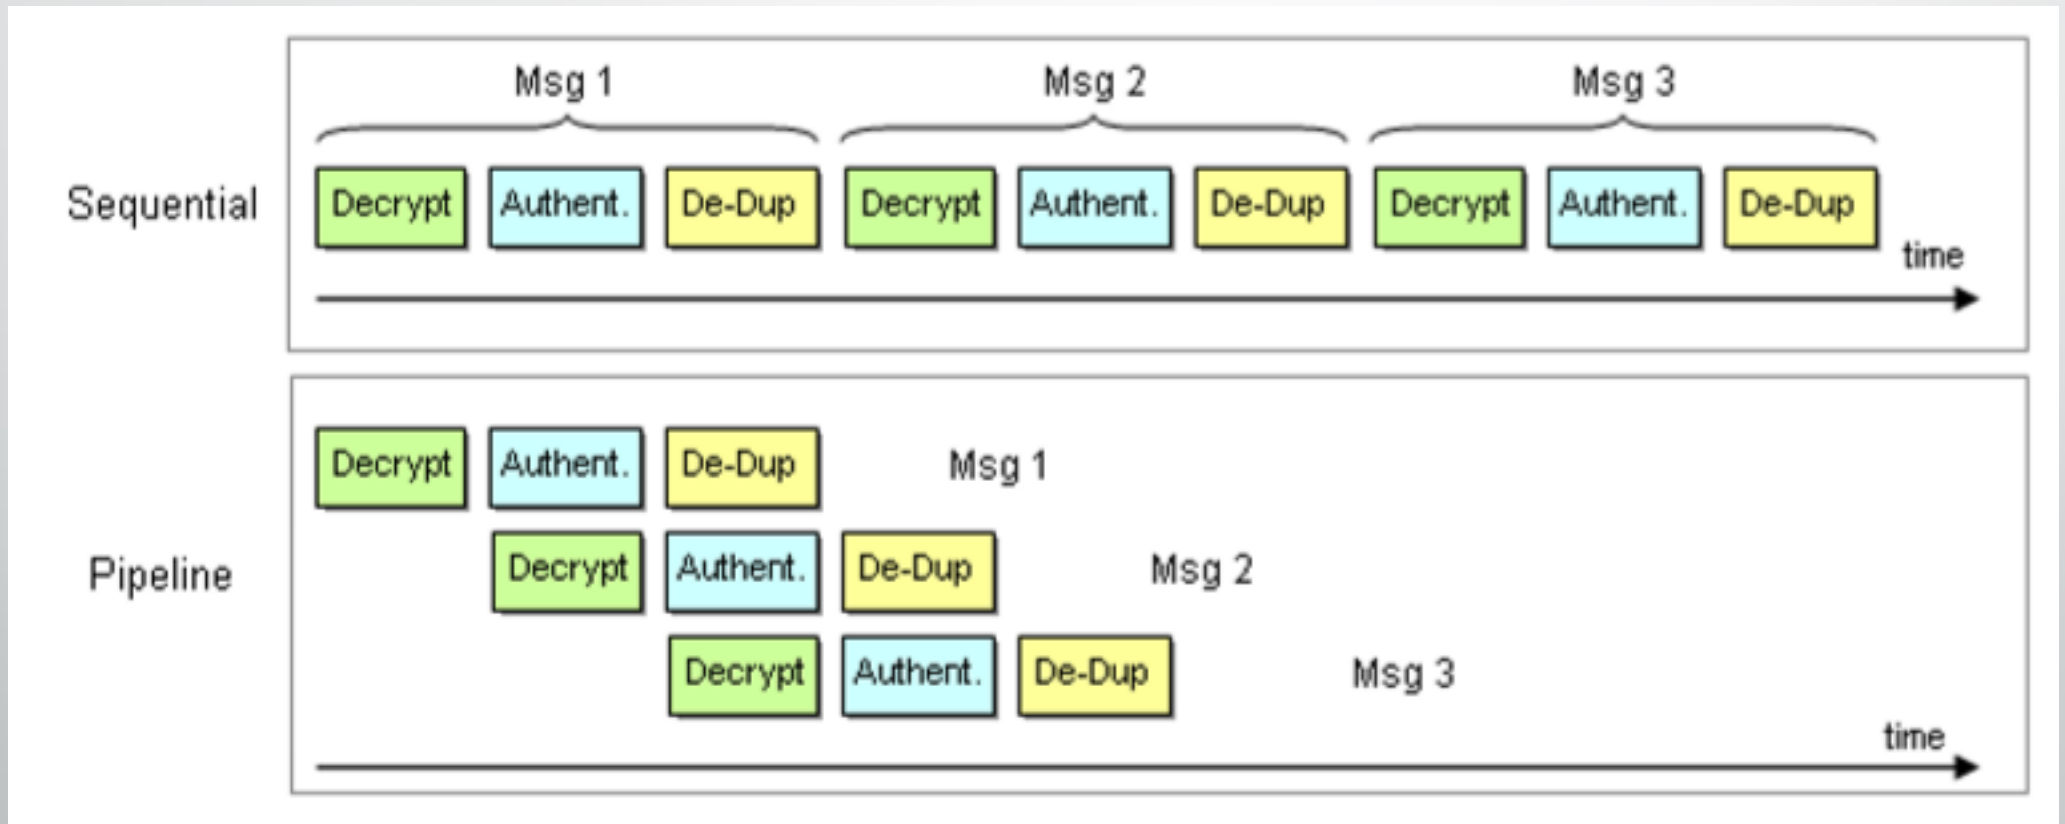 Msg 1 Msg 2 Msg 3
Sequential Decrypt Authent. De-Dup Decrypt Authent. De-Dup Decrypt Authent. De-Dup
time
Decrypt Authent. De-Dup Msg 1
Pipeline Decrypt Authent. De-Dup Msg 2
Decrypt Authent. De-Dup Msg 3
time